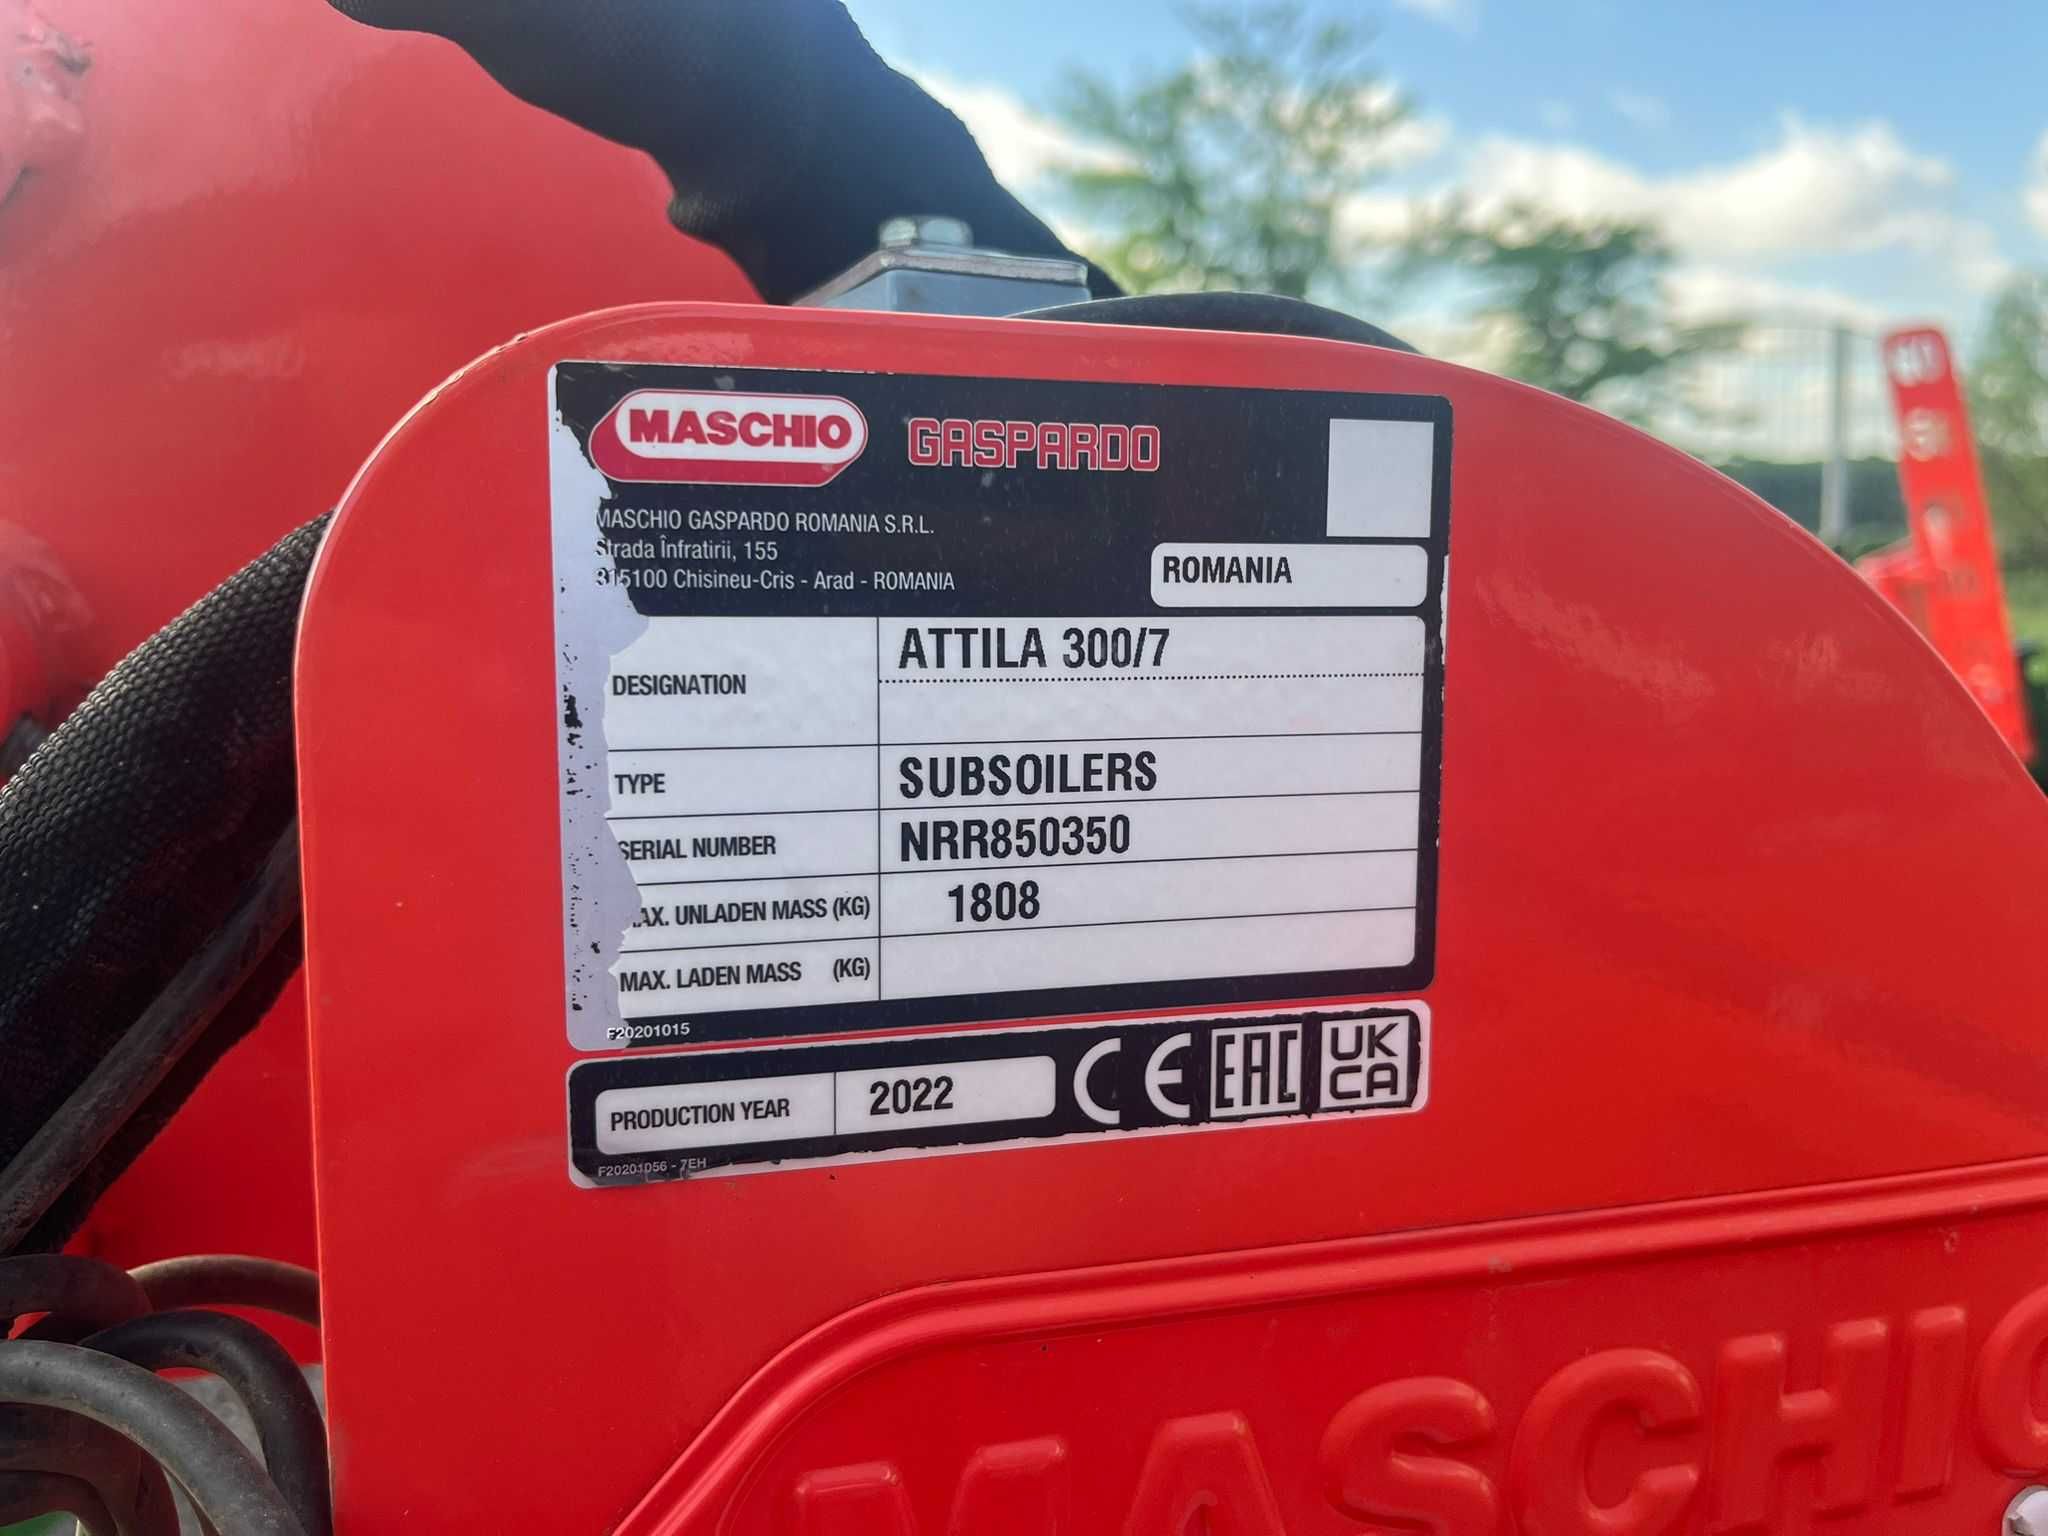 MASCHIO GASPARDO
MASCHIO GASPARDO ROMANIA S.R.L.
Strada Înfratirii, 155
315100 Chisineu-Cris - Arad - ROMANIA
ROMANIA
DESIGNATION ATTILA 300/7
TYPE SUBSOILERS
SERIAL NUMBER NRR850350
MAX. UNLADEN MASS (KG) 1808
MAX. LADEN MASS (KG)
F20201015
PRODUCTION YEAR 2022 CE EAC UK
CA
F20201056 - 7EH
MASCHIO